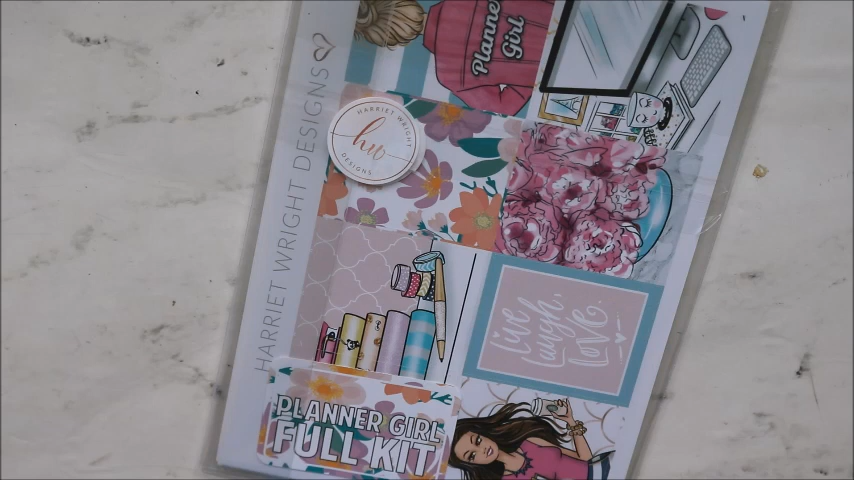 HARRIET WRIGHT DESIGNS
Planner
Girl
HARRIET WRIGHT
hw
DESIGNS
live
laugh,
love.
PLANNER GIRL
FULL KIT